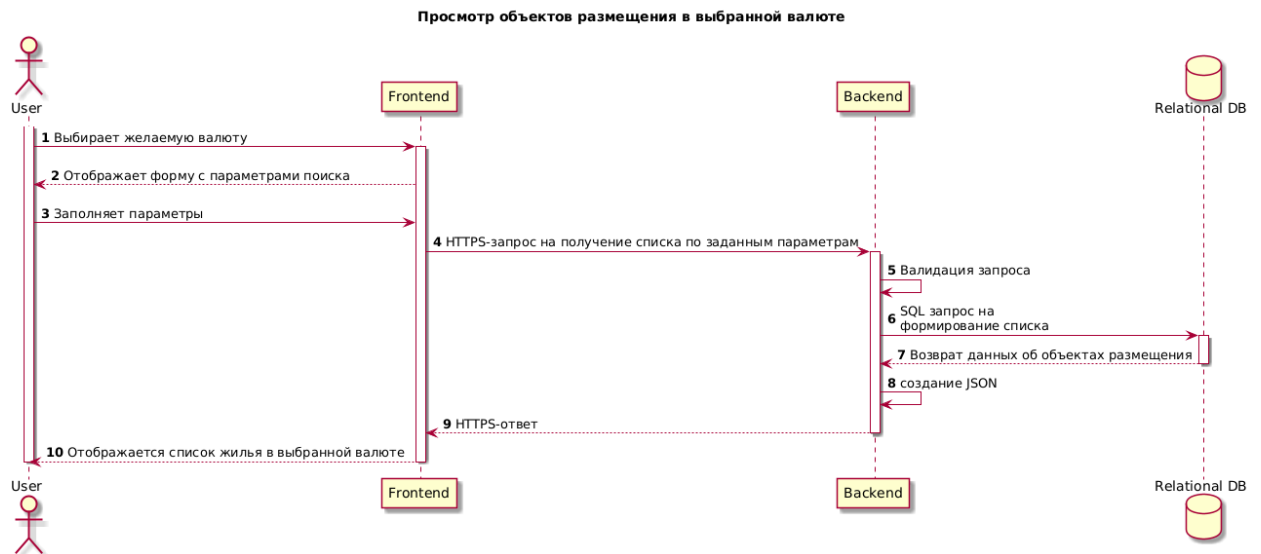 Просмотр объектов размещения в выбранной валюте
User
Frontend
Backend
Relational DB
1 Выбирает желаемую валюту
2 Отображает форму с параметрами поиска
3 Заполняет параметры
4 HTTPS-запрос на получение списка по заданным параметрам
5 Валидация запроса
6 SQL запрос на
формирование списка
7 Возврат данных об объектах размещения
8 создание JSON
9 HTTPS-ответ
10 Отображается список жилья в выбранной валюте
User
Frontend
Backend
Relational DB